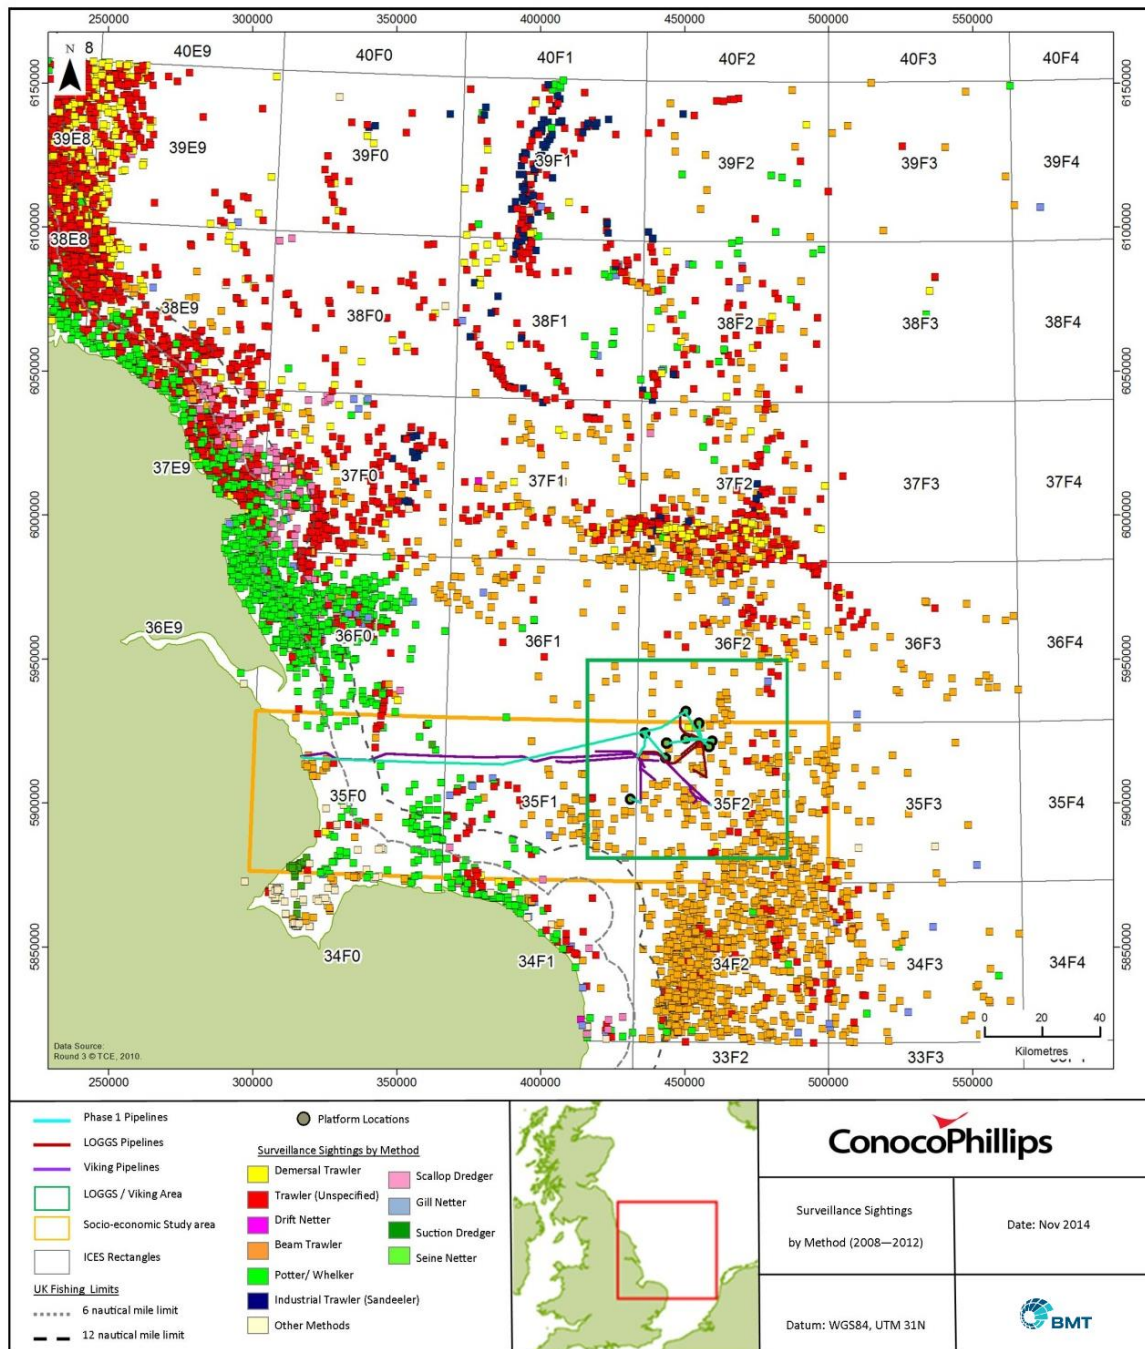 250000 300000 350000 400000 450000 500000 550000
N 8 40E9 40F0 40F1 40F2 40F3 40F4
6150000 6150000
39E8 39E9 39F0 39F1 39F2 39F3 39F4
6100000 6100000
38E8
38E9 38F0 38F1 38F2 38F3 38F4
6050000 6050000
37E9 37F0 37F1 37F2 37F3 37F4
6000000 6000000
36E9 36F0 36F1 36F2 36F3 36F4
5950000 5950000
35F0 35F1 35F2 35F3 35F4
5900000 5900000
34F0 34F1 34F2 34F3 34F4
5850000 5850000
0 20 40
Kilometres
33F2 33F3
Data Source:
Round 3 © TCE, 2010.
250000 300000 350000 400000 450000 500000 550000
Phase 1 Pipelines
LOGGS Pipelines
Viking Pipelines
LOGGS / Viking Area
Socio-economic Study area
ICES Rectangles
UK Fishing Limits
6 nautical mile limit
12 nautical mile limit
Platform Locations
Surveillance Sightings by Method
Demersal Trawler
Trawler (Unspecified)
Drift Netter
Beam Trawler
Potter/ Whelker
Industrial Trawler (Sandeeler)
Other Methods
Scallop Dredger
Gill Netter
Suction Dredger
Seine Netter
ConocoPhillips
Surveillance Sightings
by Method (2008—2012)
Date: Nov 2014
Datum: WGS84, UTM 31N
BMT